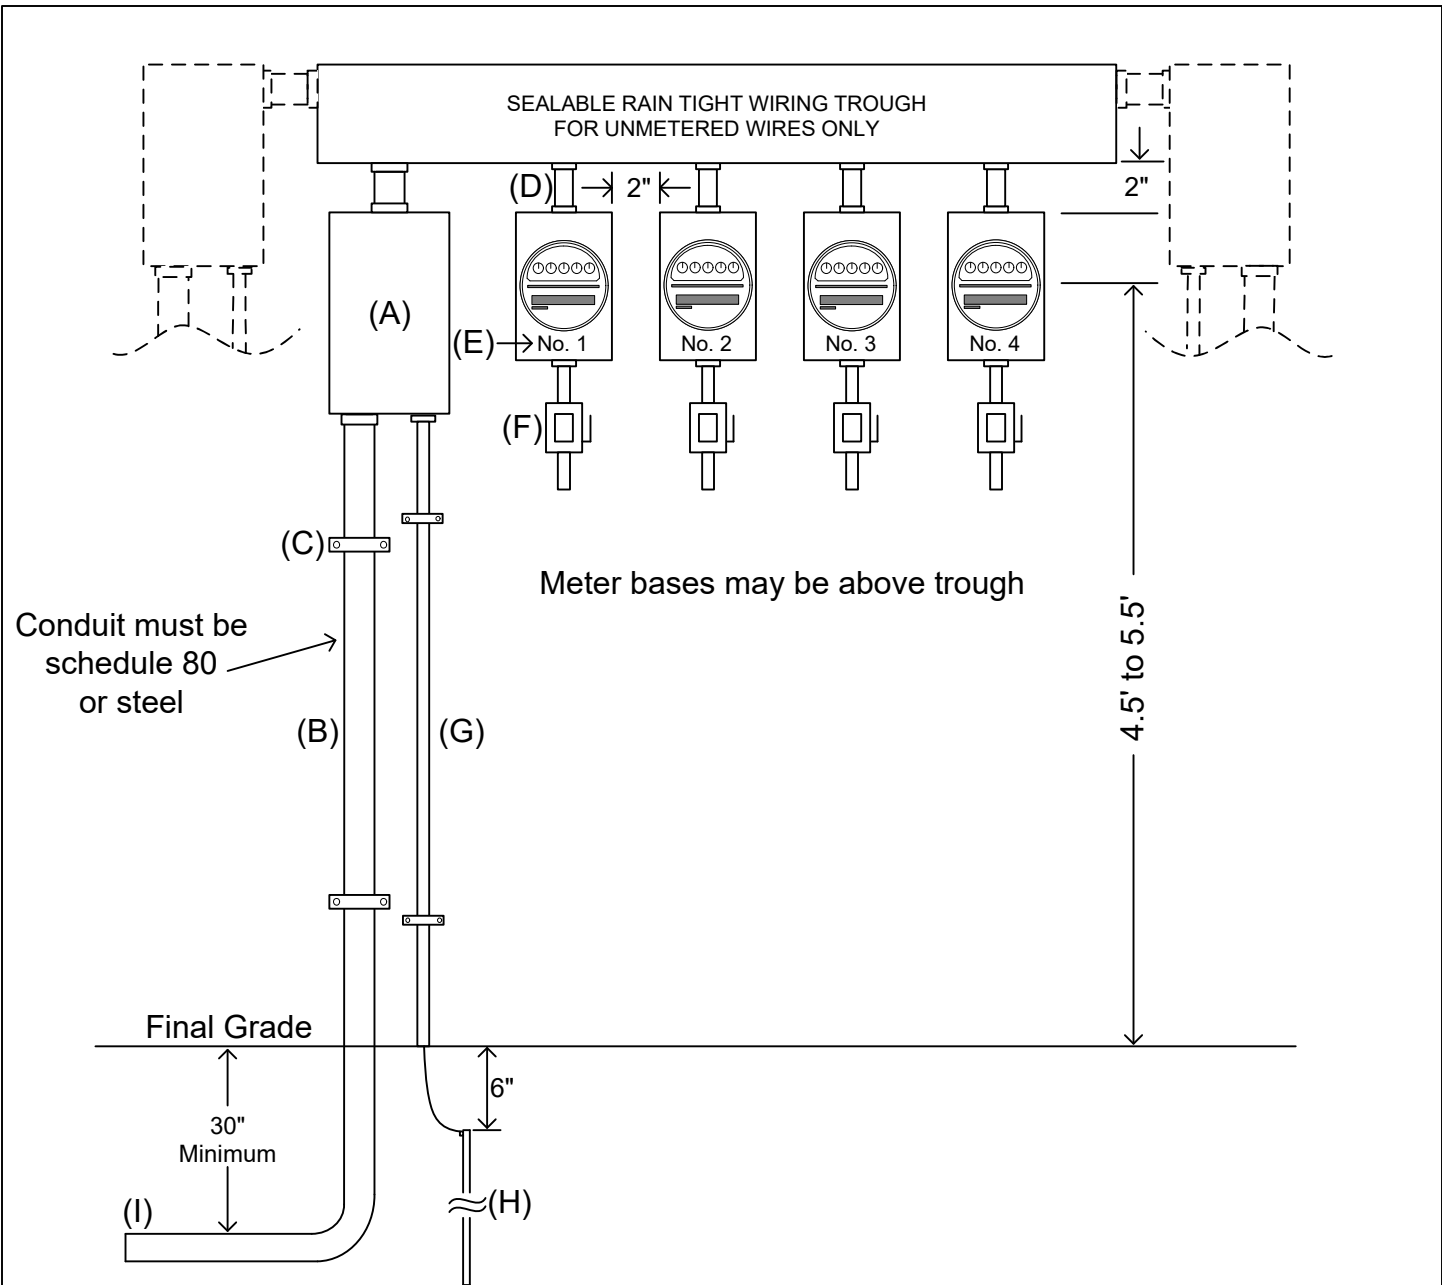 SEALABLE RAIN TIGHT WIRING TROUGH
FOR UNMETERED WIRES ONLY
(D)
2"
2"
(A)
(E)
No. 1
No. 2
No. 3
No. 4
(F)
(C)
Meter bases may be above trough
Conduit must be
schedule 80
or steel
(B)
(G)
4.5' to 5.5'
Final Grade
6"
30"
Minimum
(I)
(H)